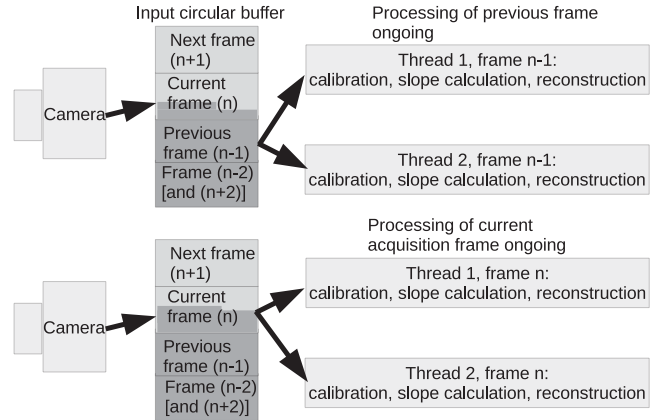 Input circular buffer
Processing of previous frame
ongoing
Camera
Next frame
(n+1)
Current
frame (n)
Previous
frame (n-1)
Frame (n-2)
[and (n+2)]
Thread 1, frame n-1:
calibration, slope calculation, reconstruction
Thread 2, frame n-1:
calibration, slope calculation, reconstruction
Processing of current
acquisition frame ongoing
Camera
Next frame
(n+1)
Current
frame (n)
Previous
frame (n-1)
Frame (n-2)
[and (n+2)]
Thread 1, frame n:
calibration, slope calculation, reconstruction
Thread 2, frame n:
calibration, slope calculation, reconstruction